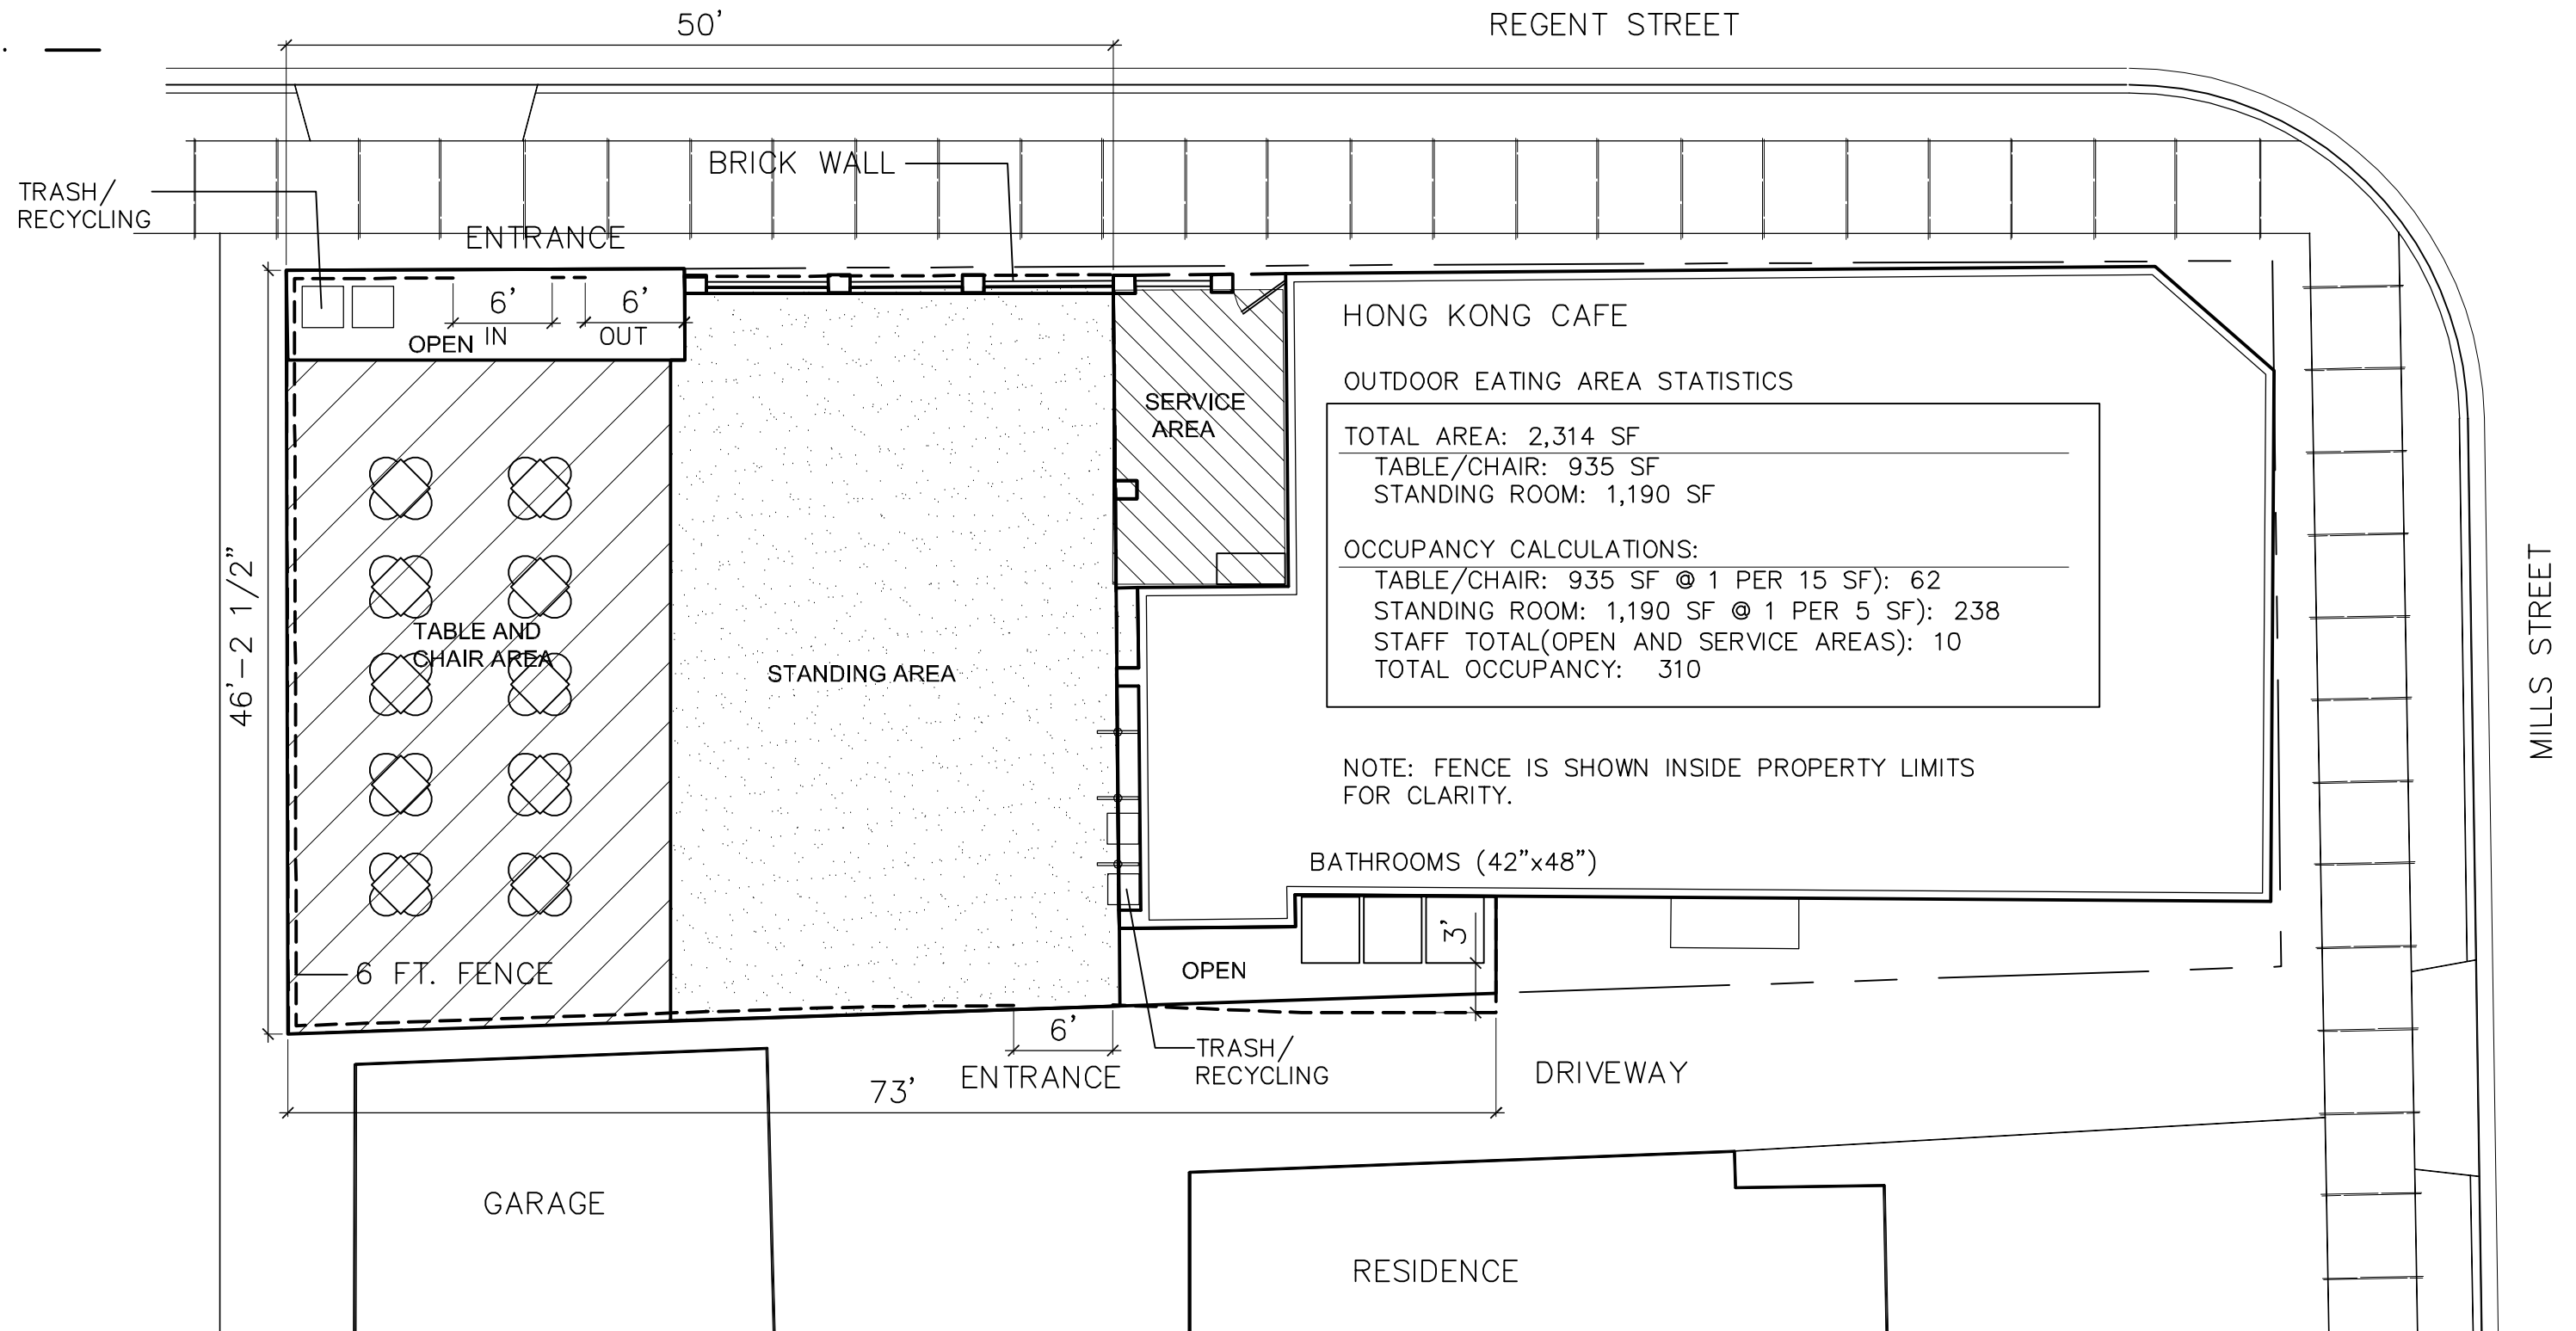 50'
REGENT STREET
BRICK WALL
TRASH/
RECYCLING
ENTRANCE
6'
IN
6'
OUT
OPEN
46'-2 1/2"
TABLE AND
CHAIR AREA
6 FT. FENCE
STANDING AREA
SERVICE
AREA
HONG KONG CAFE
OUTDOOR EATING AREA STATISTICS
TOTAL AREA: 2,314 SF
TABLE/CHAIR: 935 SF
STANDING ROOM: 1,190 SF
OCCUPANCY CALCULATIONS:
TABLE/CHAIR: 935 SF @ 1 PER 15 SF): 62
STANDING ROOM: 1,190 SF @ 1 PER 5 SF): 238
STAFF TOTAL(OPEN AND SERVICE AREAS): 10
TOTAL OCCUPANCY: 310
NOTE: FENCE IS SHOWN INSIDE PROPERTY LIMITS
FOR CLARITY.
BATHROOMS (42"x48")
3'
OPEN
MILLS STREET
6'
ENTRANCE
TRASH/
RECYCLING
73'
DRIVEWAY
GARAGE
RESIDENCE